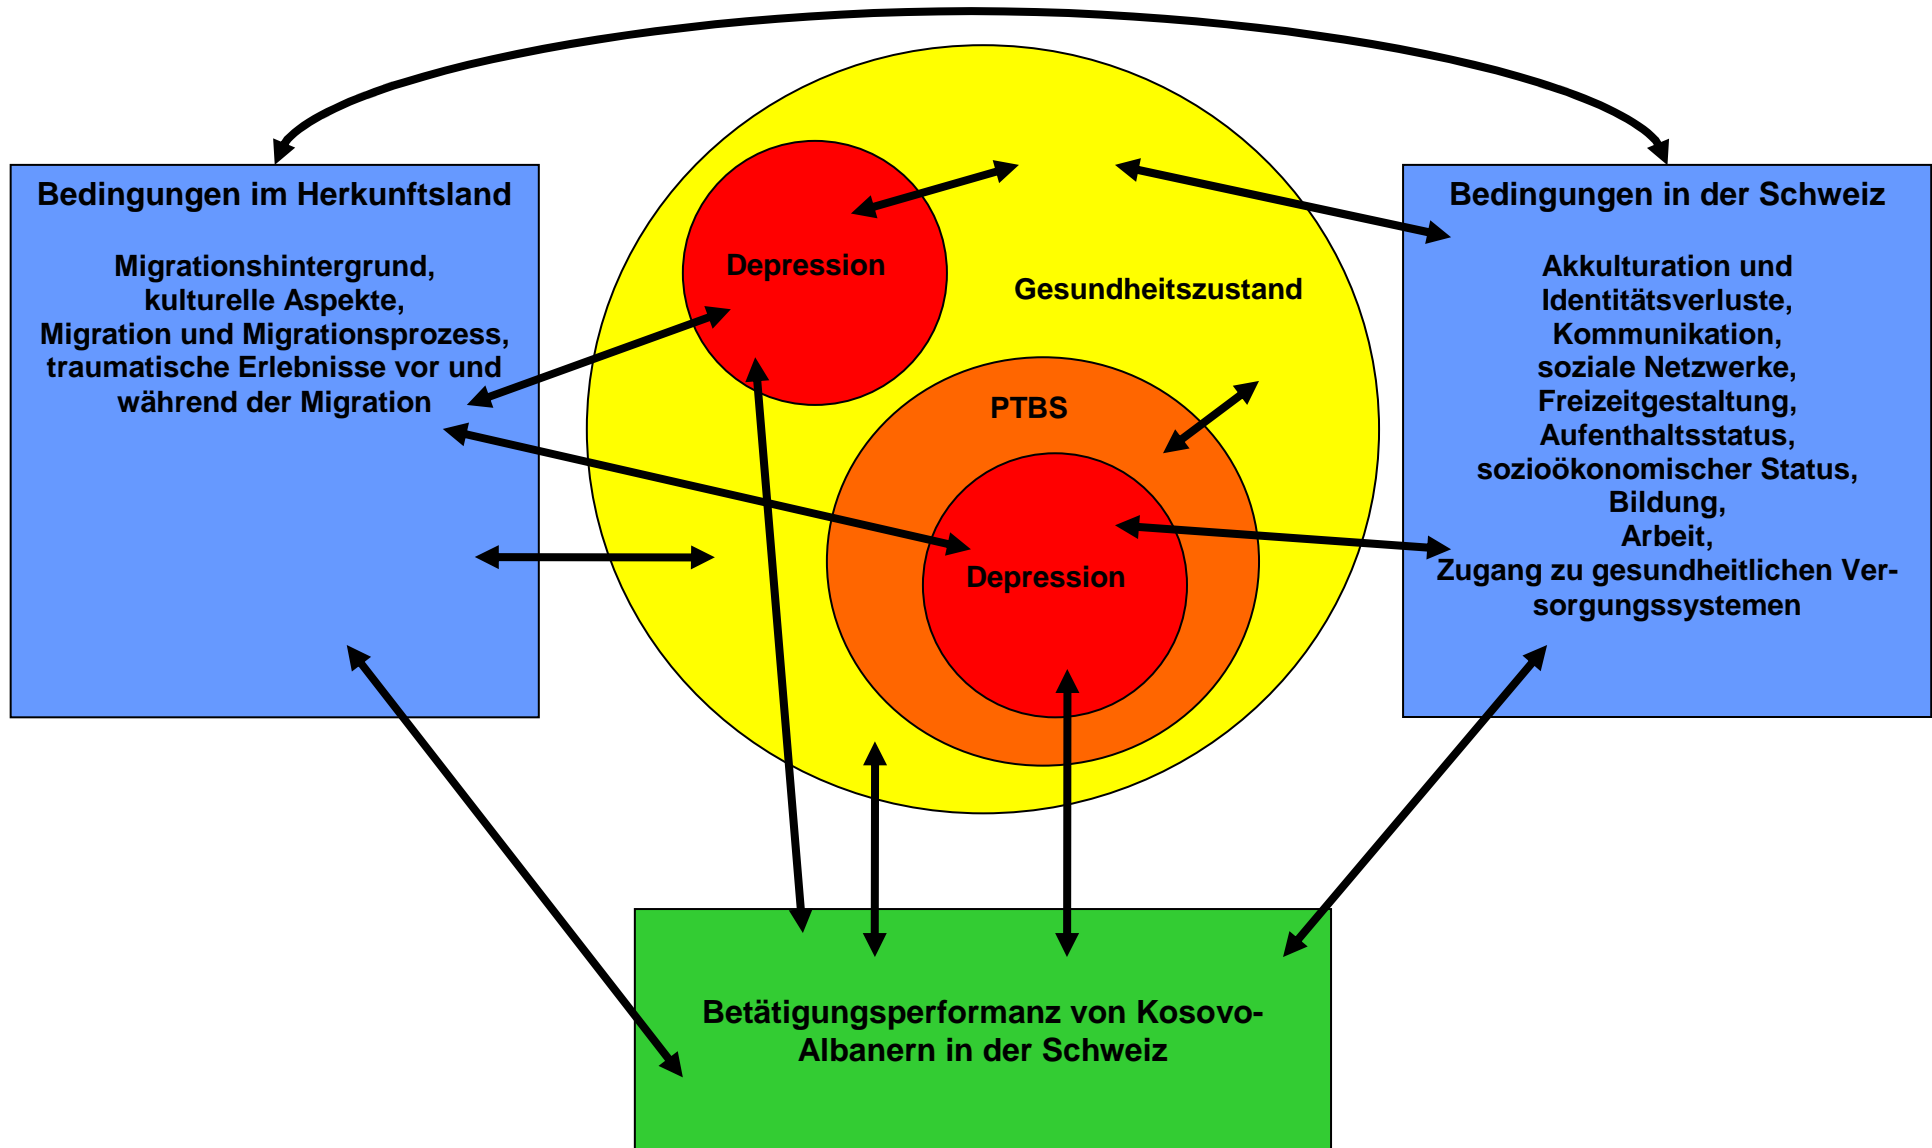 Bedingungen im Herkunftsland
Migrationshintergrund,
kulturelle Aspekte,
Migration und Migrationsprozess,
traumatische Erlebnisse vor und
während der Migration
Depression
Gesundheitszustand
PTBS
Depression
Bedingungen in der Schweiz
Akkulturation und
Identitätsverluste,
Kommunikation,
soziale Netzwerke,
Freizeitgestaltung,
Aufenthaltsstatus,
sozioökonomischer Status,
Bildung,
Arbeit,
Zugang zu gesundheitlichen Ver-
sorgungssystemen
Betätigungsperformanz von Kosovo-
Albanern in der Schweiz